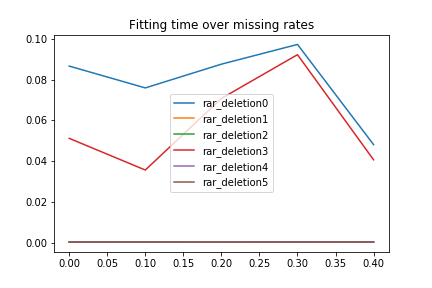 Fitting time over missing rates
0.10
0.08
0.06
0.04
0.02
0.00
rar_deletion0
rar_deletion1
rar_deletion2
rar_deletion3
rar_deletion4
rar_deletion5
0.00 0.05 0.10 0.15 0.20 0.25 0.30 0.35 0.40